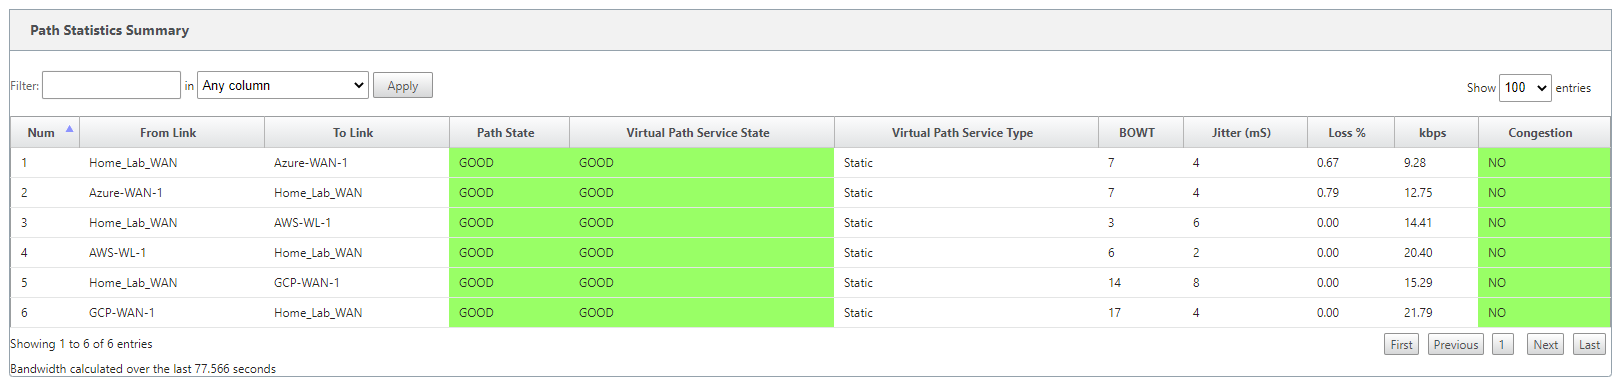 Path Statistics Summary
Filter: in Any column Apply
Show 100 entries
Num From Link To Link Path State Virtual Path Service State Virtual Path Service Type BOWT Jitter (mS) Loss % kbps Congestion
1 Home_Lab_WAN Azure-WAN-1 GOOD GOOD Static 7 4 0.67 9.28 NO
2 Azure-WAN-1 Home_Lab_WAN GOOD GOOD Static 7 4 0.79 12.75 NO
3 Home_Lab_WAN AWS-WL-1 GOOD GOOD Static 3 6 0.00 14.41 NO
4 AWS-WL-1 Home_Lab_WAN GOOD GOOD Static 6 2 0.00 20.40 NO
5 Home_Lab_WAN GCP-WAN-1 GOOD GOOD Static 14 8 0.00 15.29 NO
6 GCP-WAN-1 Home_Lab_WAN GOOD GOOD Static 17 4 0.00 21.79 NO
Showing 1 to 6 of 6 entries
First Previous 1 Next Last
Bandwidth calculated over the last 77.566 seconds